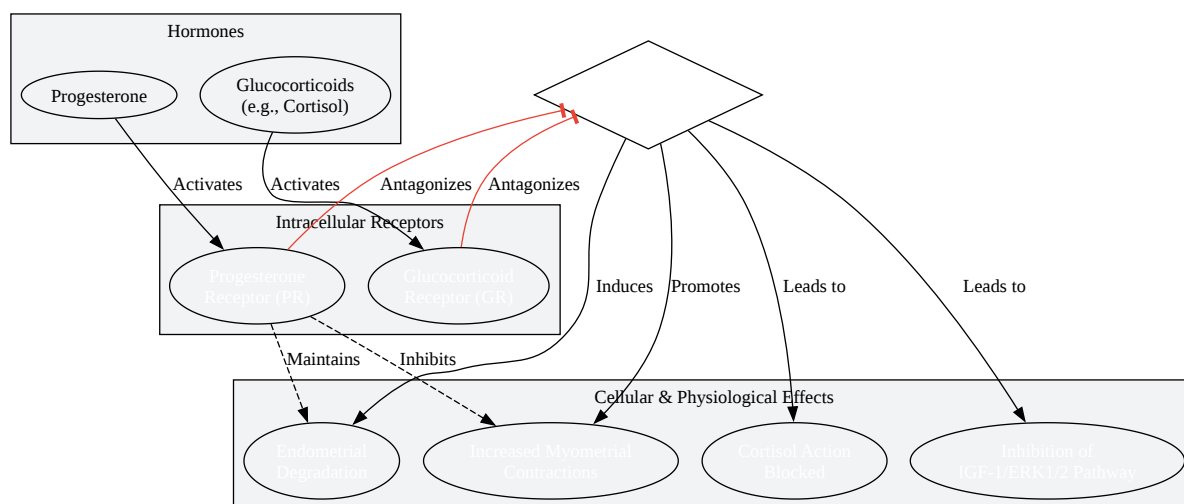 Hormones
Progesterone
Glucocorticoids
(e.g., Cortisol)
Activates
Activates
Antagonizes
Antagonizes
Intracellular Receptors
Progesterone
Receptor (PR)
Glucocorticoid
Receptor (GR)
Induces
Promotes
Leads to
Leads to
Maintains
Inhibits
Cellular & Physiological Effects
Endometrial
Degradation
Increased Myometrial
Contractions
Cortisol Action
Blocked
Inhibition of
IGF-1/ERK1/2 Pathway